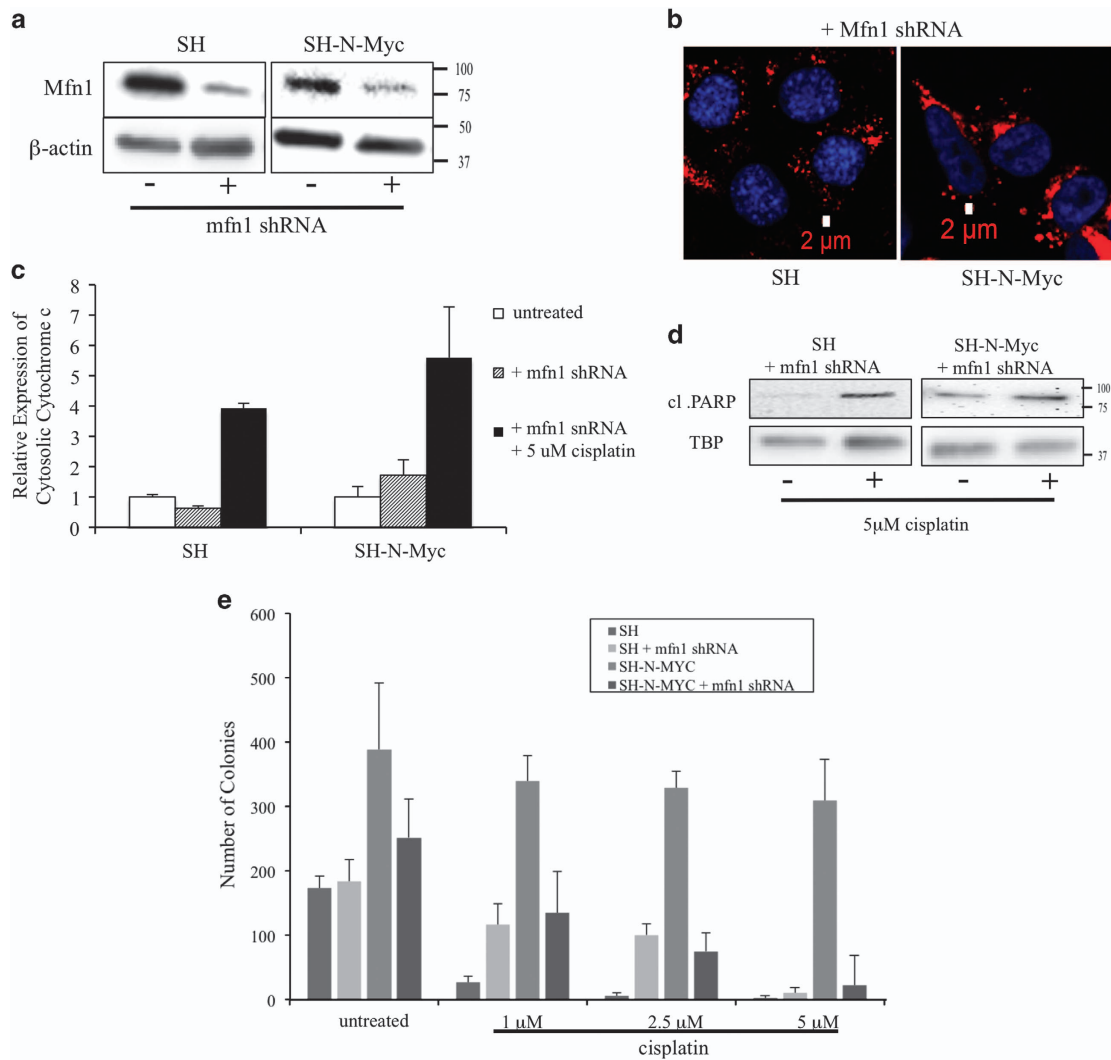 a
SH SH-N-Myc
Mfn1
100
75
β-actin
50
37
- + - +
mfn1 shRNA
b
+ Mfn1 shRNA
2 µm 2 µm
SH SH-N-Myc
c
Relative Expression of
Cytosolic Cytochrome c
8
7
6
5
4
3
2
1
0
SH SH-N-Myc
untreated
+ mfn1 shRNA
+ mfn1 snRNA
+ 5 uM cisplatin
d
SH SH-N-Myc
+ mfn1 shRNA + mfn1 shRNA
cl .PARP
100
75
TBP
37
- + - +
5µM cisplatin
e
Number of Colonies
600
500
400
300
200
100
0
SH
SH + mfn1 shRNA
SH-N-MYC
SH-N-MYC + mfn1 shRNA
untreated 1 µM 2.5 µM 5 µM
cisplatin